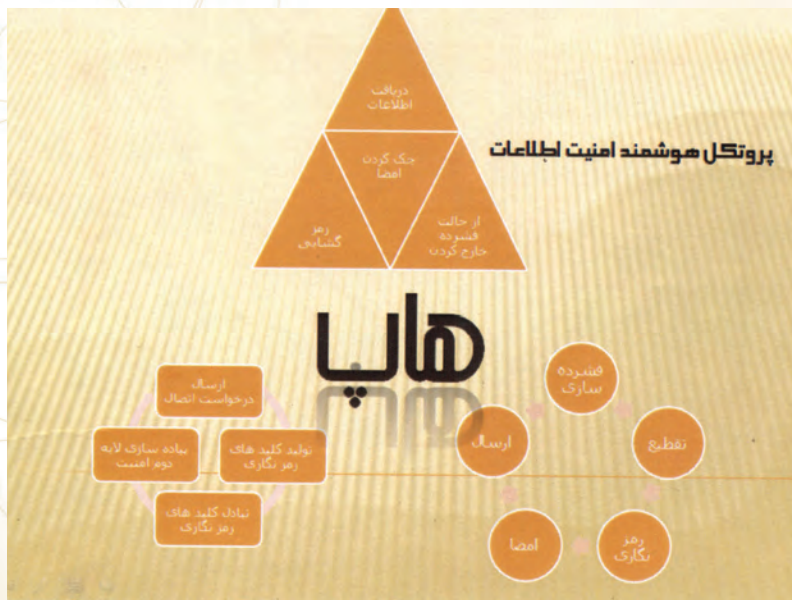 دریافت
اطلاعات
پروتکل هوشمند امنیت اطلاعات
چک کردن
امضا
رمز
گشایی
از حالت
فشرده
خارج کردن
هاپ
ارسال
درخواست اتصال
تولید کلید های
رمز نگاری
تبادل کلید های
رمز نگاری
پیاده سازی لایه
دوم امنیت
فشرده
سازی
تقطیع
رمز
نگاری
امضا
ارسال